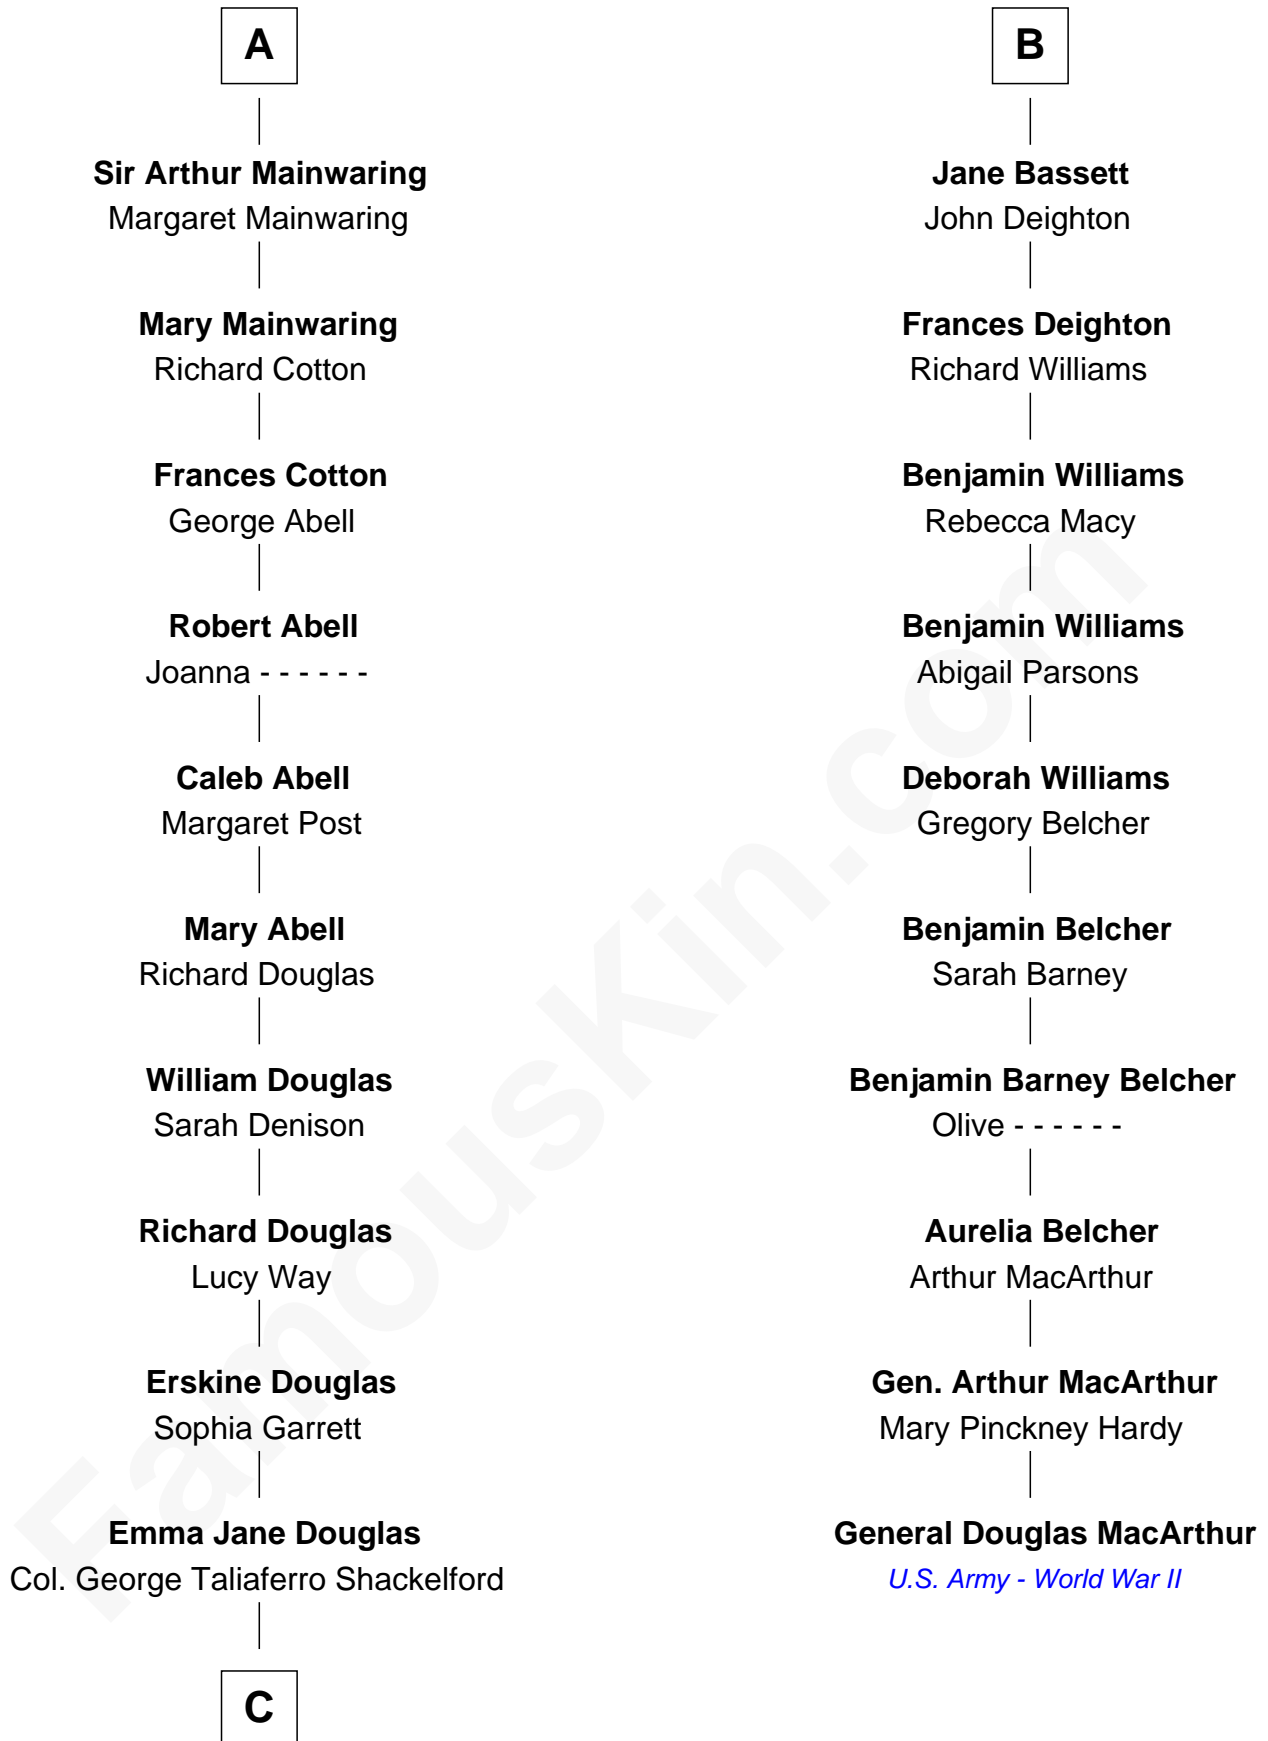 A
Sir Arthur Mainwaring
Margaret Mainwaring
Mary Mainwaring
Richard Cotton
Frances Cotton
George Abell
Robert Abell
Joanna - - - - - -
Caleb Abell
Margaret Post
Mary Abell
Richard Douglas
William Douglas
Sarah Denison
Richard Douglas
Lucy Way
Erskine Douglas
Sophia Garrett
Emma Jane Douglas
Col. George Taliaferro Shackelford
C
B
Jane Bassett
John Deighton
Frances Deighton
Richard Williams
Benjamin Williams
Rebecca Macy
Benjamin Williams
Abigail Parsons
Deborah Williams
Gregory Belcher
Benjamin Belcher
Sarah Barney
Benjamin Barney Belcher
Olive - - - - - -
Aurelia Belcher
Arthur MacArthur
Gen. Arthur MacArthur
Mary Pinckney Hardy
General Douglas MacArthur
U.S. Army - World War II
FamousKin.com